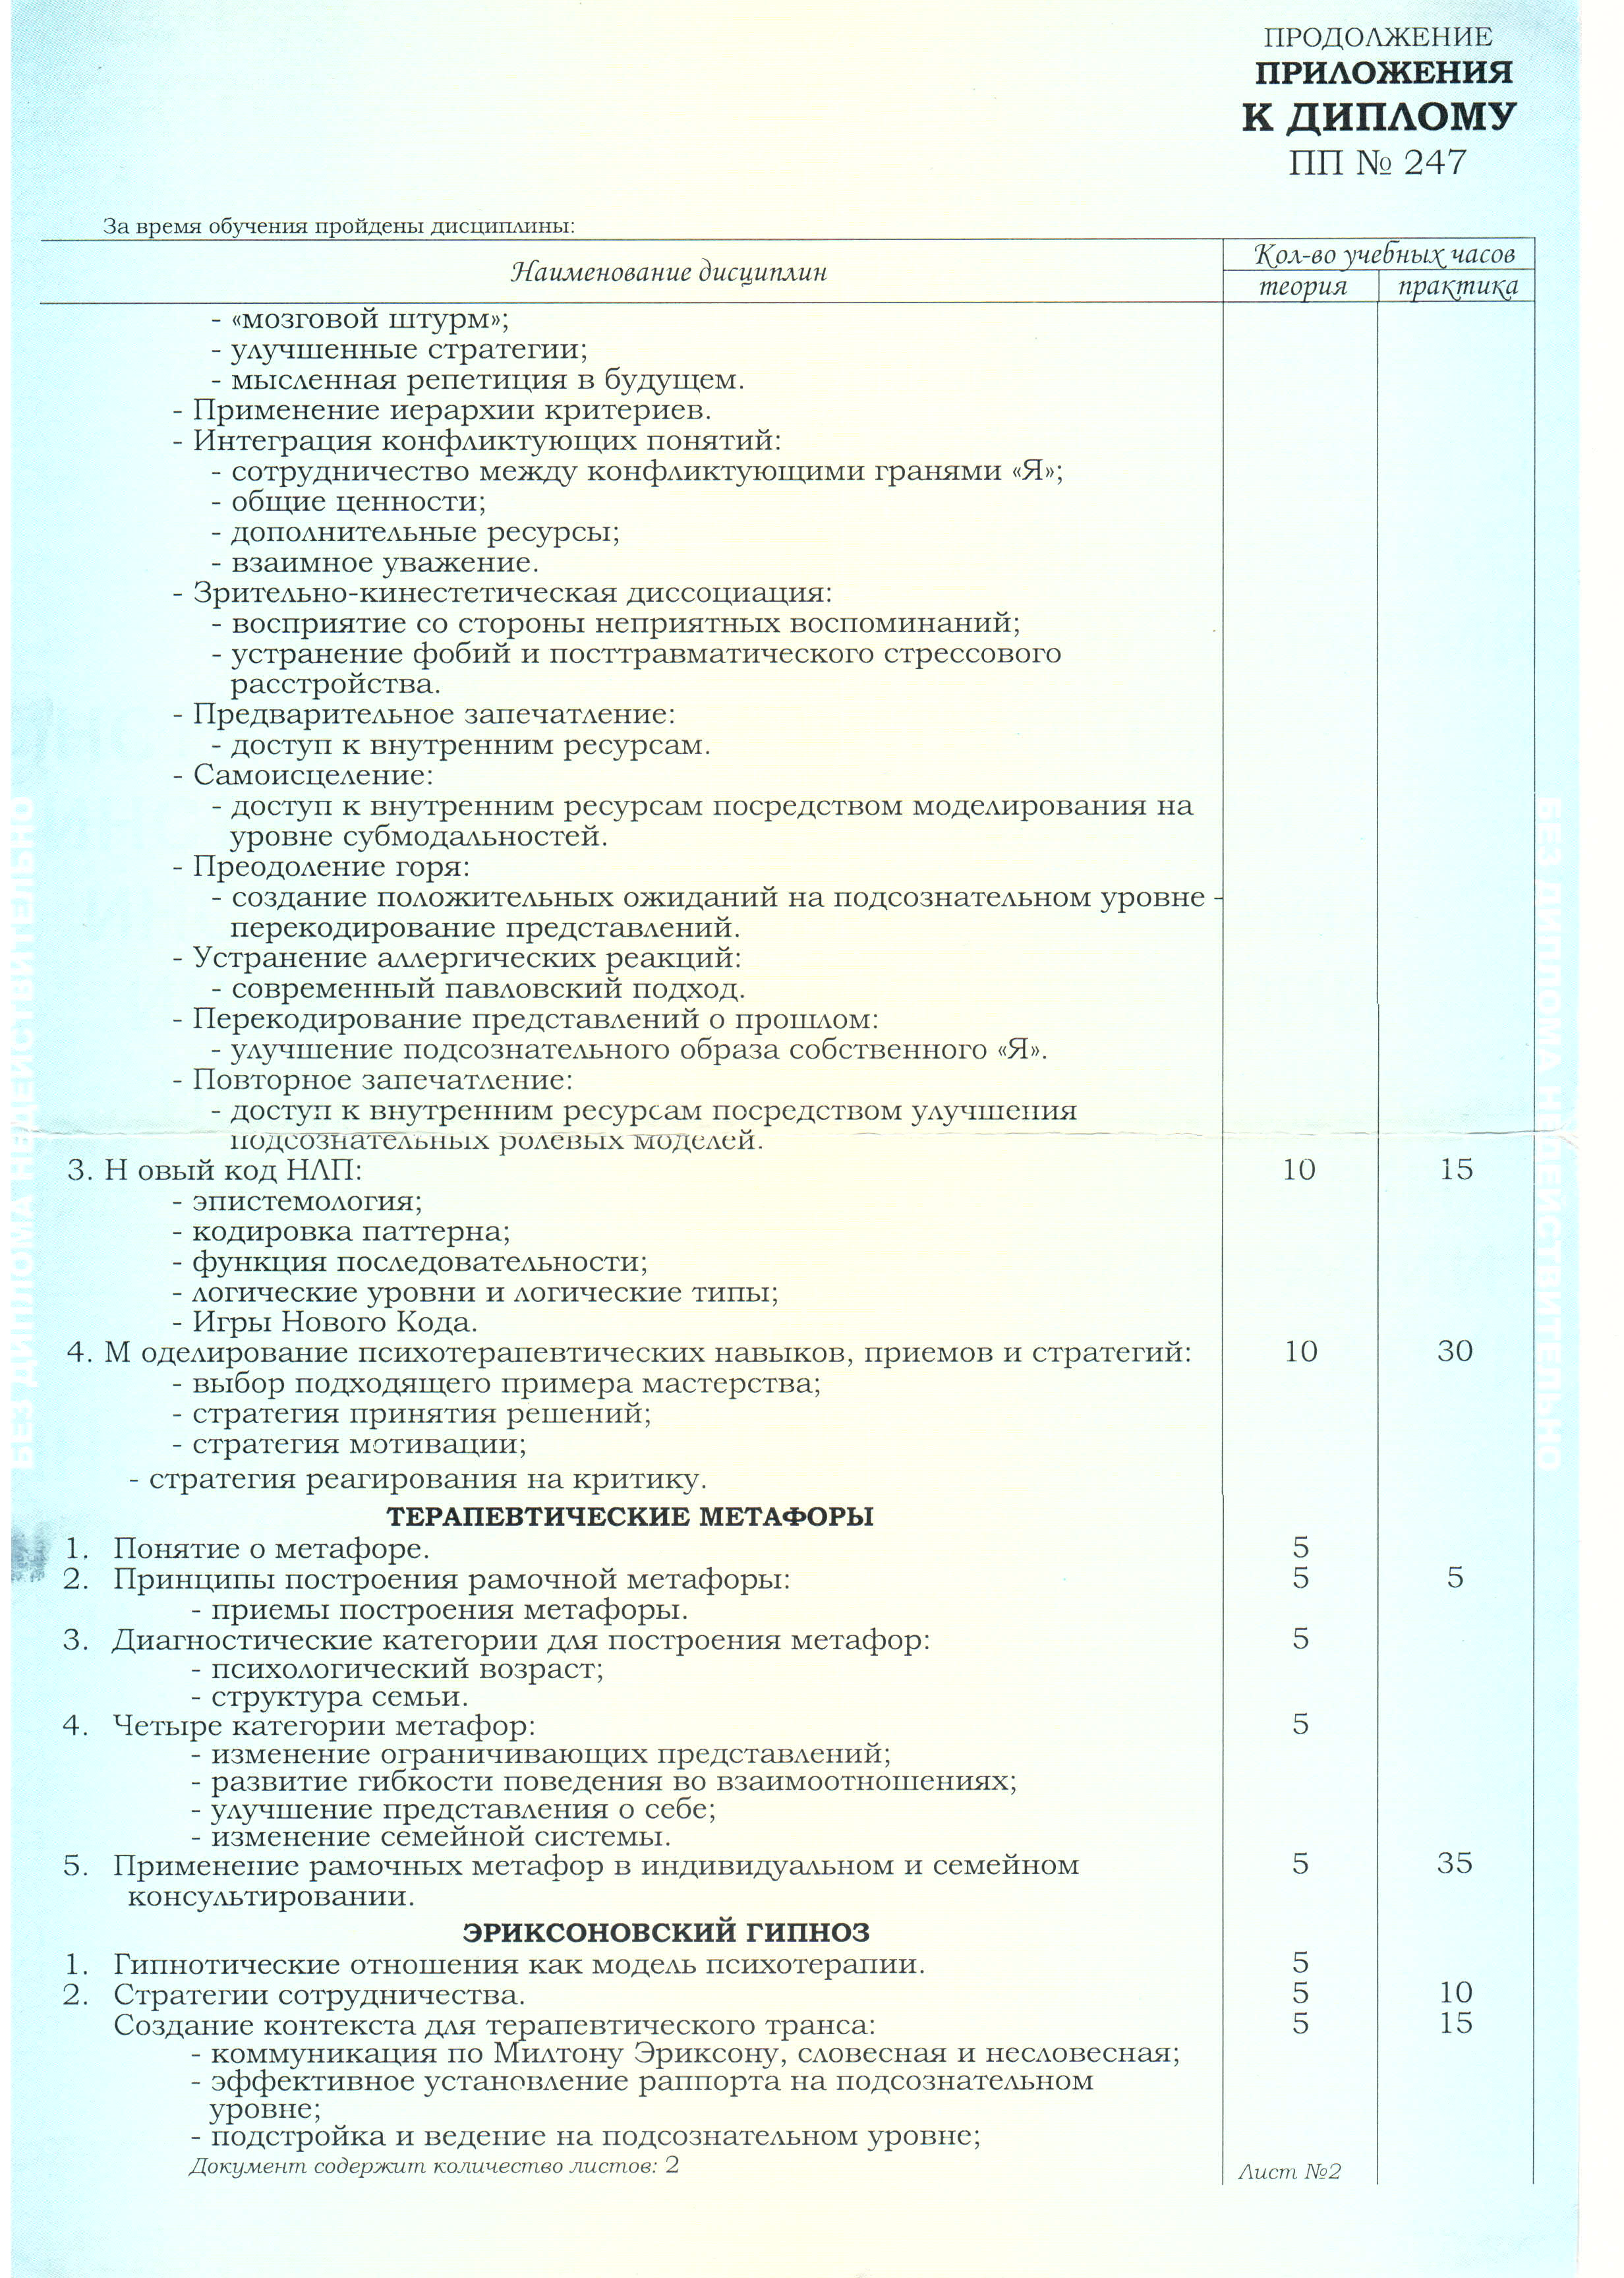 ПРОДОЛЖЕНИЕ
ПРИЛОЖЕНИЯ
К ДИПЛОМУ
ПП № 247
За время обучения пройдены дисциплины:
Наименование дисциплин
Кол-во учебных часов
теория практика
- «мозговой штурм»;
- улучшенные стратегии;
- мысленная репетиция в будущем.
- Применение иерархии критериев.
- Интеграция конфликтующих понятий:
- сотрудничество между конфликтующими гранями «Я»;
- общие ценности;
- дополнительные ресурсы;
- взаимное уважение.
- Зрительно-кинестетическая диссоциация:
- восприятие со стороны неприятных воспоминаний;
- устранение фобий и посттравматического стрессового
расстройства.
- Предварительное запечатление:
- доступ к внутренним ресурсам.
- Самоисцеление:
- доступ к внутренним ресурсам посредством моделирования на
уровне субмодальностей.
- Преодоление горя:
- создание положительных ожиданий на подсознательном уровне -
перекодирование представлений.
- Устранение аллергических реакций:
- современный павловский подход.
- Перекодирование представлений о прошлом:
- улучшение подсознательного образа собственного «Я».
- Повторное запечатление:
- доступ к внутренним ресурсам посредством улучшения
подсознательных ролевых моделей.
3. Н овый код НЛП: 10 15
- эпистемология;
- кодировка паттерна;
- функция последовательности;
- логические уровни и логические типы;
- Игры Нового Кода.
4. М оделирование психотерапевтических навыков, приемов и стратегий: 10 30
- выбор подходящего примера мастерства;
- стратегия принятия решений;
- стратегия мотивации;
- стратегия реагирования на критику.
ТЕРАПЕВТИЧЕСКИЕ МЕТАФОРЫ
1. Понятие о метафоре. 5
2. Принципы построения рамочной метафоры: 5 5
- приемы построения метафоры.
3. Диагностические категории для построения метафор: 5
- психологический возраст;
- структура семьи.
4. Четыре категории метафор: 5
- изменение ограничивающих представлений;
- развитие гибкости поведения во взаимоотношениях;
- улучшение представления о себе;
- изменение семейной системы.
5. Применение рамочных метафор в индивидуальном и семейном 5 35
консультировании.
ЭРИКСОНОВСКИЙ ГИПНОЗ
1. Гипнотические отношения как модель психотерапии. 5
2. Стратегии сотрудничества. 5 10
Создание контекста для терапевтического транса: 5 15
- коммуникация по Милтону Эриксону, словесная и несловесная;
- эффективное установление раппорта на подсознательном
уровне;
- подстройка и ведение на подсознательном уровне;
Документ содержит количество листов: 2
Лист №2
БЕЗ ДИПЛОМА НЕДЕЙСТВИТЕЛЬНО
БЕЗ ДИПЛОМА НЕДЕЙСТВИТЕЛЬНО